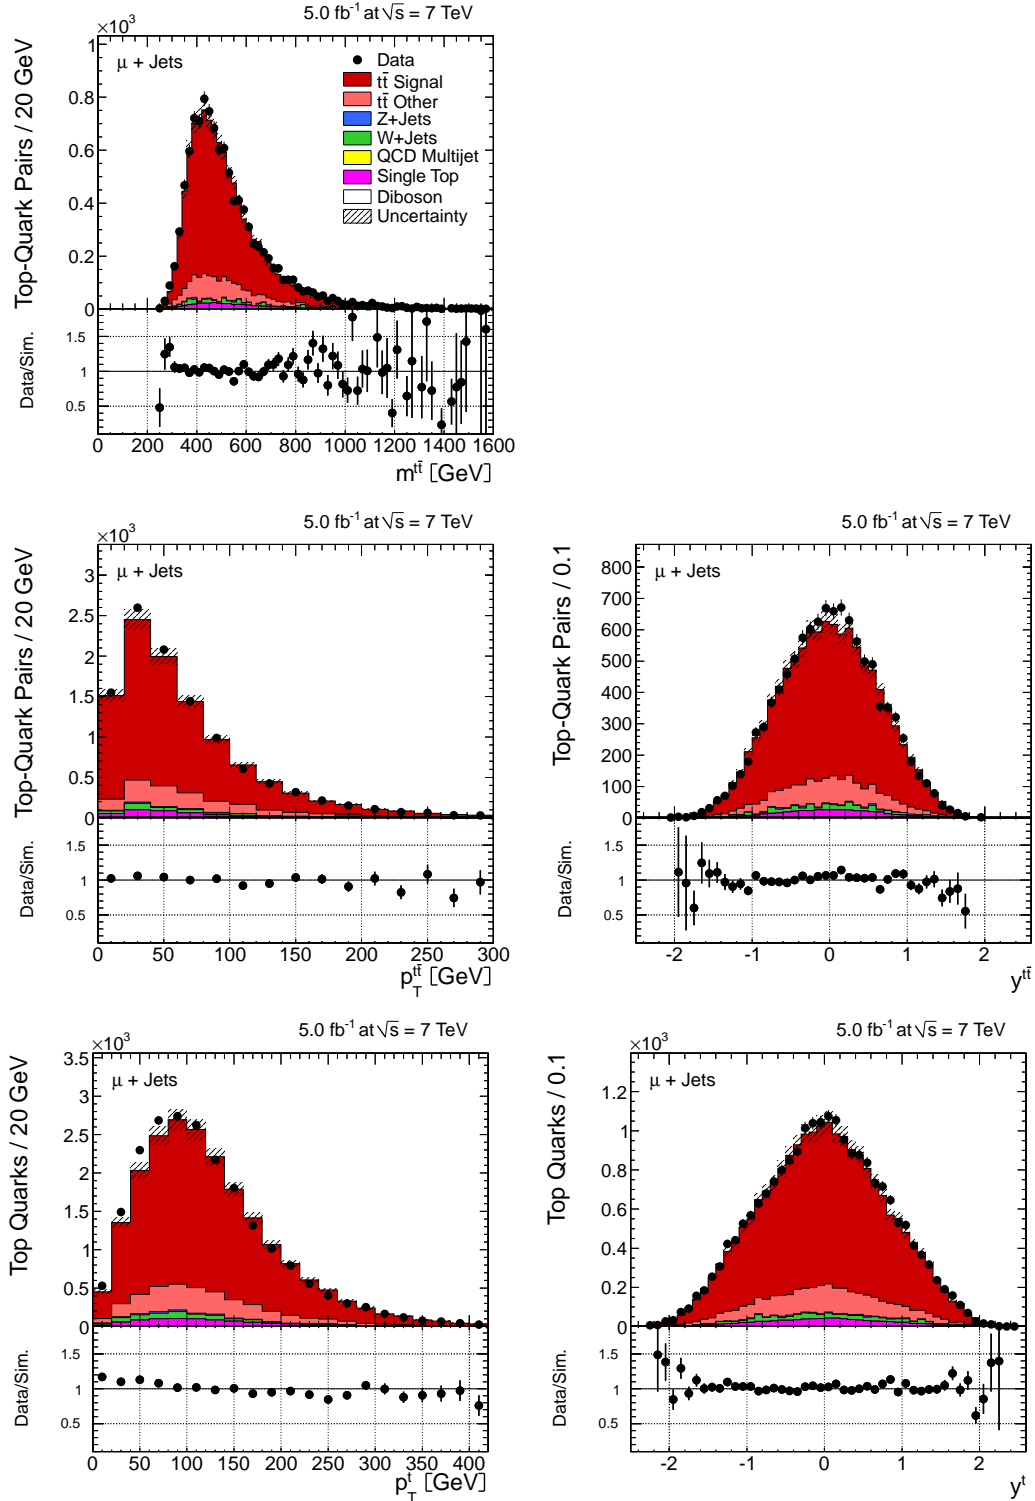 5.0 fb⁻¹ at √s = 7 TeV
×10³
Top-Quark Pairs / 20 GeV
1
0.8
0.6
0.4
0.2
0
μ + Jets
Data
tt̄ Signal
tt̄ Other
Z+Jets
W+Jets
QCD Multijet
Single Top
Diboson
Uncertainty
Data/Sim.
1.5
1
0.5
0 200 400 600 800 1000 1200 1400 1600
m^{tt̄} [GeV]
5.0 fb⁻¹ at √s = 7 TeV
×10³
Top-Quark Pairs / 20 GeV
3
2.5
2
1.5
1
0.5
0
μ + Jets
Data/Sim.
1.5
1
0.5
0 50 100 150 200 250 300
p_T^{tt̄} [GeV]
5.0 fb⁻¹ at √s = 7 TeV
Top-Quark Pairs / 0.1
800
700
600
500
400
300
200
100
0
μ + Jets
Data/Sim.
1.5
1
0.5
-2 -1 0 1 2
y^{tt̄}
5.0 fb⁻¹ at √s = 7 TeV
×10³
Top Quarks / 20 GeV
3.5
3
2.5
2
1.5
1
0.5
0
μ + Jets
Data/Sim.
1.5
1
0.5
0 50 100 150 200 250 300 350 400
p_T^t [GeV]
5.0 fb⁻¹ at √s = 7 TeV
×10³
Top Quarks / 0.1
1.2
1
0.8
0.6
0.4
0.2
0
μ + Jets
Data/Sim.
1.5
1
0.5
-2 -1 0 1 2
y^t